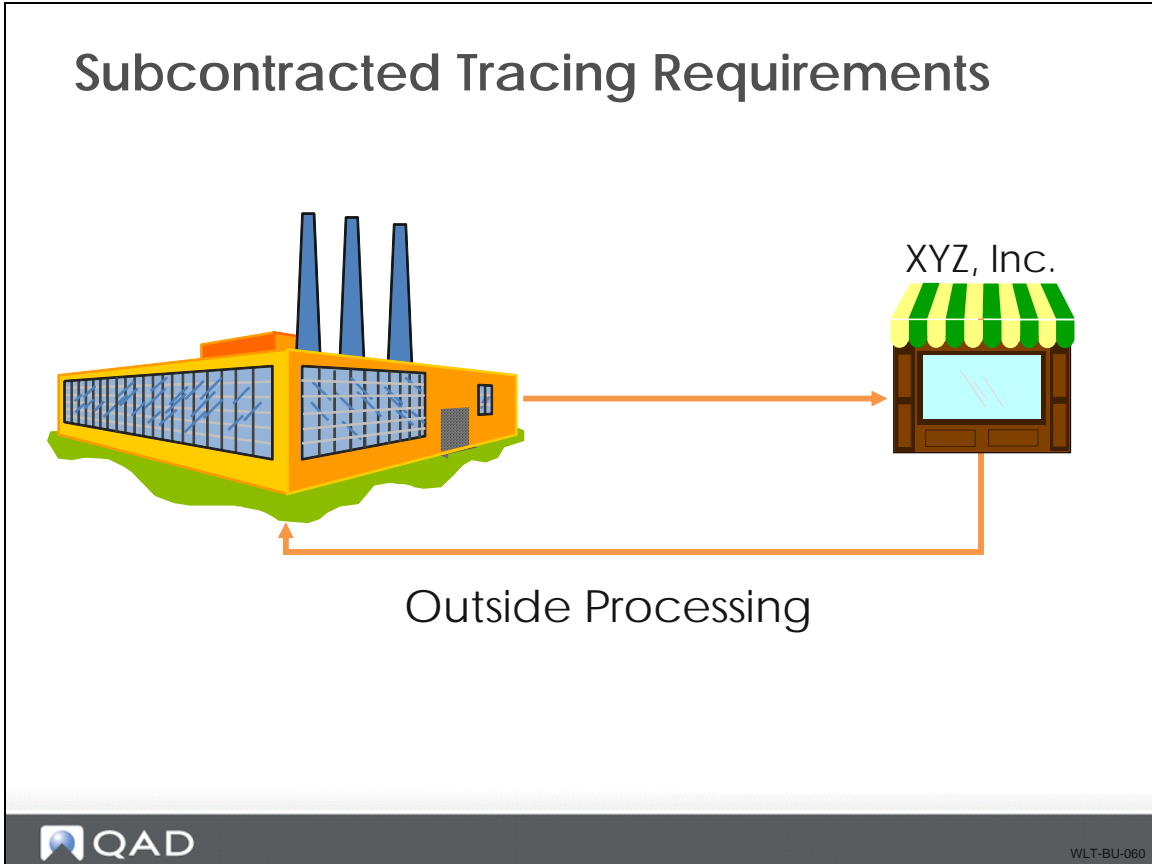 Subcontracted Tracing Requirements
XYZ, Inc.
Outside Processing
QAD
WLT-BU-060